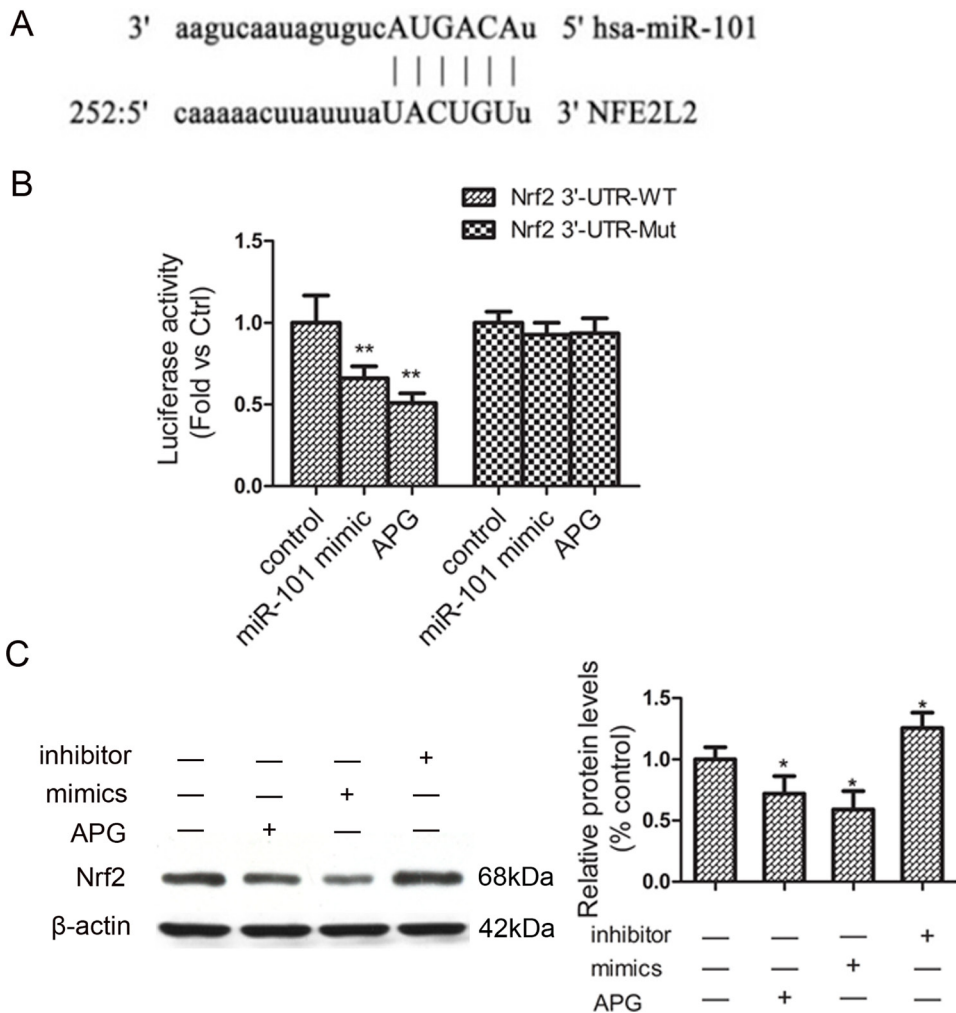 A
3' aagucaauagugucAUGACAu 5' hsa-miR-101
252:5' caaaaacuuauuuaUACUGUu 3' NFE2L2
B
Nrf2 3'-UTR-WT
Nrf2 3'-UTR-Mut
Luciferase activity
(Fold vs Ctrl)
1.5
1.0
0.5
0.0
** **
control miR-101 mimic APG control miR-101 mimic APG
C
inhibitor — — — +
mimics — — + —
APG — + — —
Nrf2 68kDa
β-actin 42kDa
Relative protein levels
(% control)
1.5
1.0
0.5
0.0
* * *
inhibitor — — — +
mimics — — + —
APG — + — —